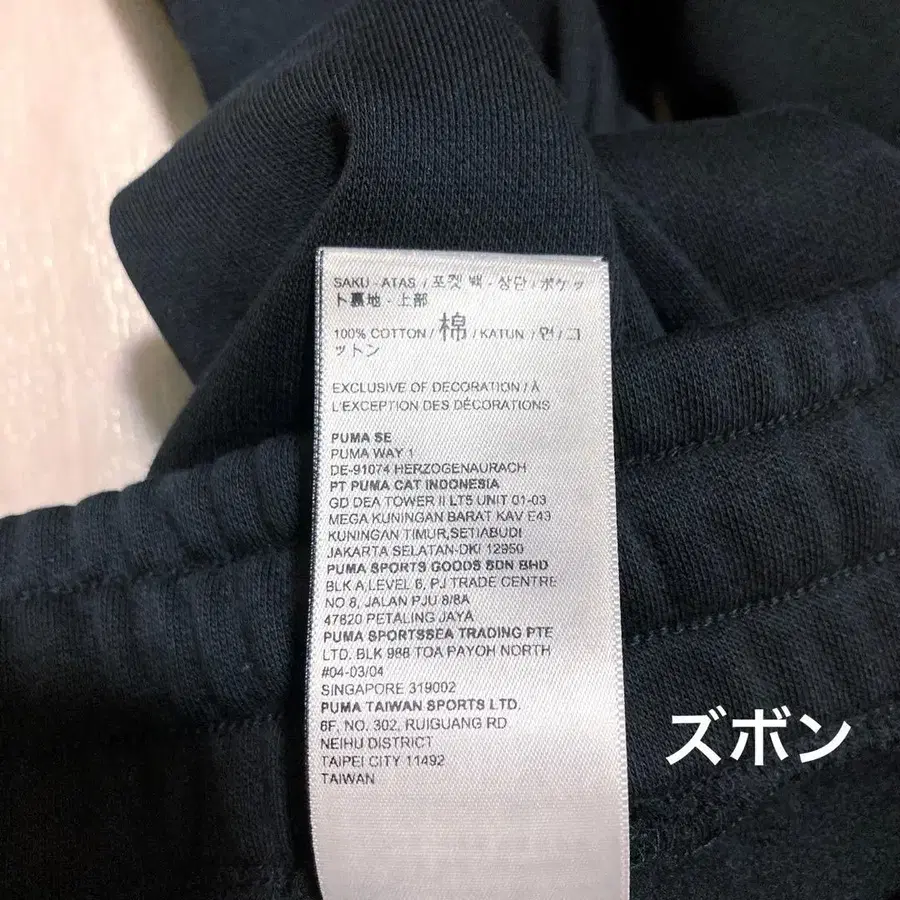 SAKU - ATAS / 포켓 백 - 상단 / ポケッ
ト裏地 - 上部
100% COTTON / 棉 / KATUN / 면 / コ
ットン
EXCLUSIVE OF DECORATION / À
L'EXCEPTION DES DÉCORATIONS
PUMA SE
PUMA WAY 1
DE-91074 HERZOGENAURACH
PT PUMA CAT INDONESIA
GD DEA TOWER II LT5 UNIT 01-03
MEGA KUNINGAN BARAT KAV E43
KUNINGAN TIMUR,SETIABUDI
JAKARTA SELATAN-DKI 12950
PUMA SPORTS GOODS SDN BHD
BLK A,LEVEL 6, PJ TRADE CENTRE
NO 8, JALAN PJU 8/8A
47820 PETALING JAYA
PUMA SPORTSSEA TRADING PTE
LTD. BLK 988 TOA PAYOH NORTH
#04-03/04
SINGAPORE 319002
PUMA TAIWAN SPORTS LTD.
6F, NO. 302, RUIGUANG RD
NEIHU DISTRICT
TAIPEI CITY 11492
TAIWAN
ズボン